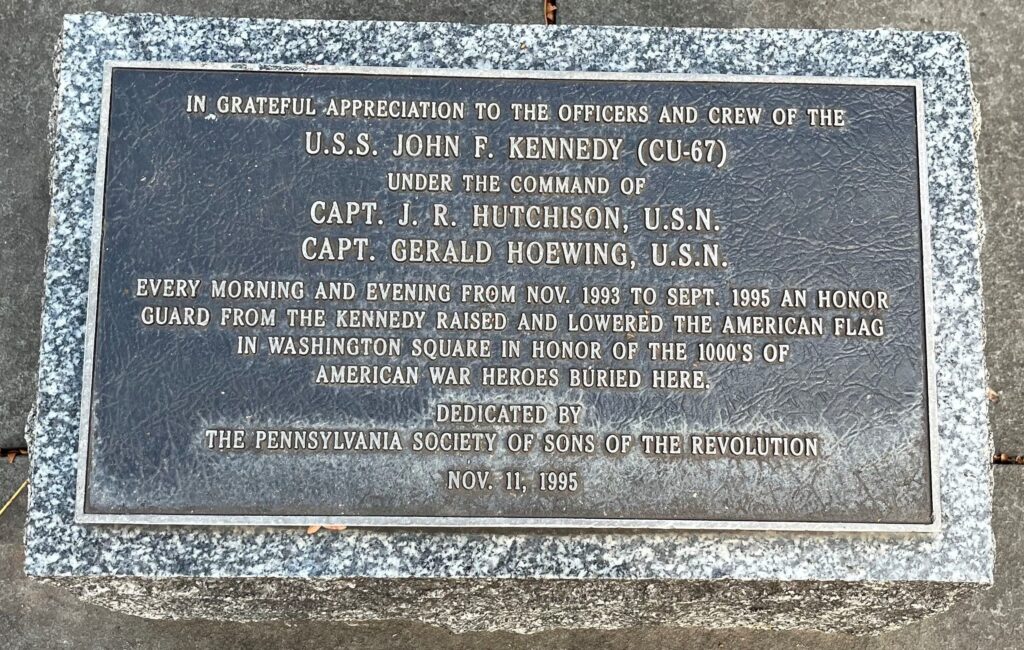 IN GRATEFUL APPRECIATION TO THE OFFICERS AND CREW OF THE
U.S.S. JOHN F. KENNEDY (CU-67)
UNDER THE COMMAND OF
CAPT. J. R. HUTCHISON, U.S.N.
CAPT. GERALD HOEWING, U.S.N.
EVERY MORNING AND EVENING FROM NOV. 1993 TO SEPT. 1995 AN HONOR
GUARD FROM THE KENNEDY RAISED AND LOWERED THE AMERICAN FLAG
IN WASHINGTON SQUARE IN HONOR OF THE 1000'S OF
AMERICAN WAR HEROES BURIED HERE.
DEDICATED BY
THE PENNSYLVANIA SOCIETY OF SONS OF THE REVOLUTION
NOV. 11, 1995